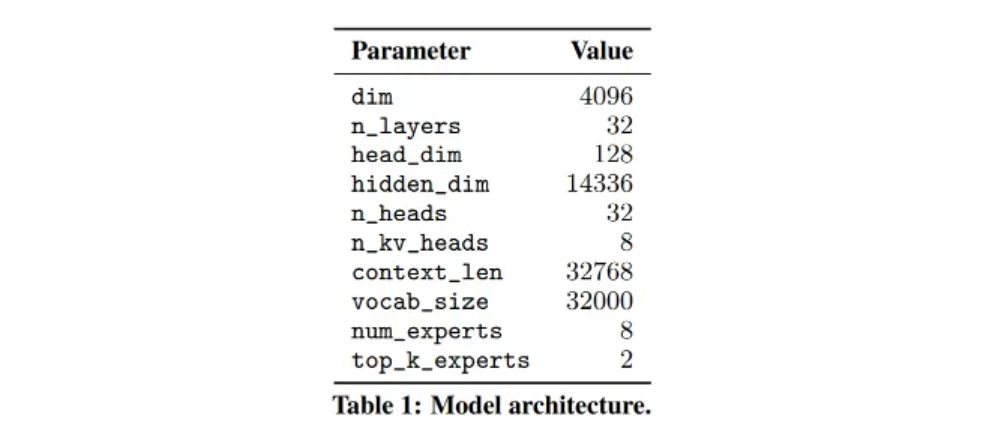 Parameter Value
dim 4096
n_layers 32
head_dim 128
hidden_dim 14336
n_heads 32
n_kv_heads 8
context_len 32768
vocab_size 32000
num_experts 8
top_k_experts 2
Table 1: Model architecture.